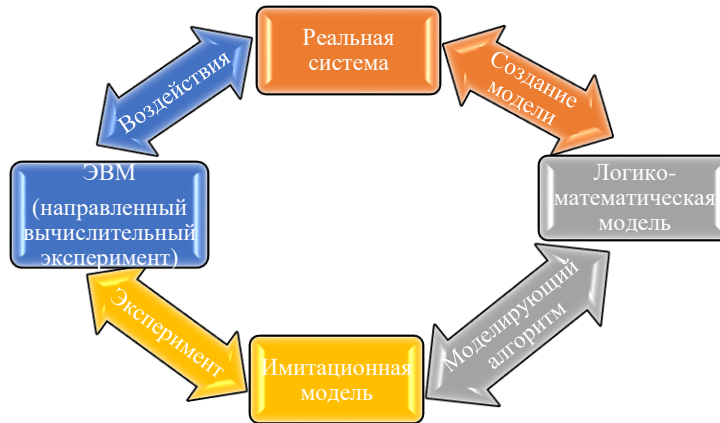 Реальная
система
Создание
модели
Логико-
математическая
модель
Моделирующий
алгоритм
Имитационная
модель
Эксперимент
ЭВМ
(направленный
вычислительный
эксперимент)
Воздействия